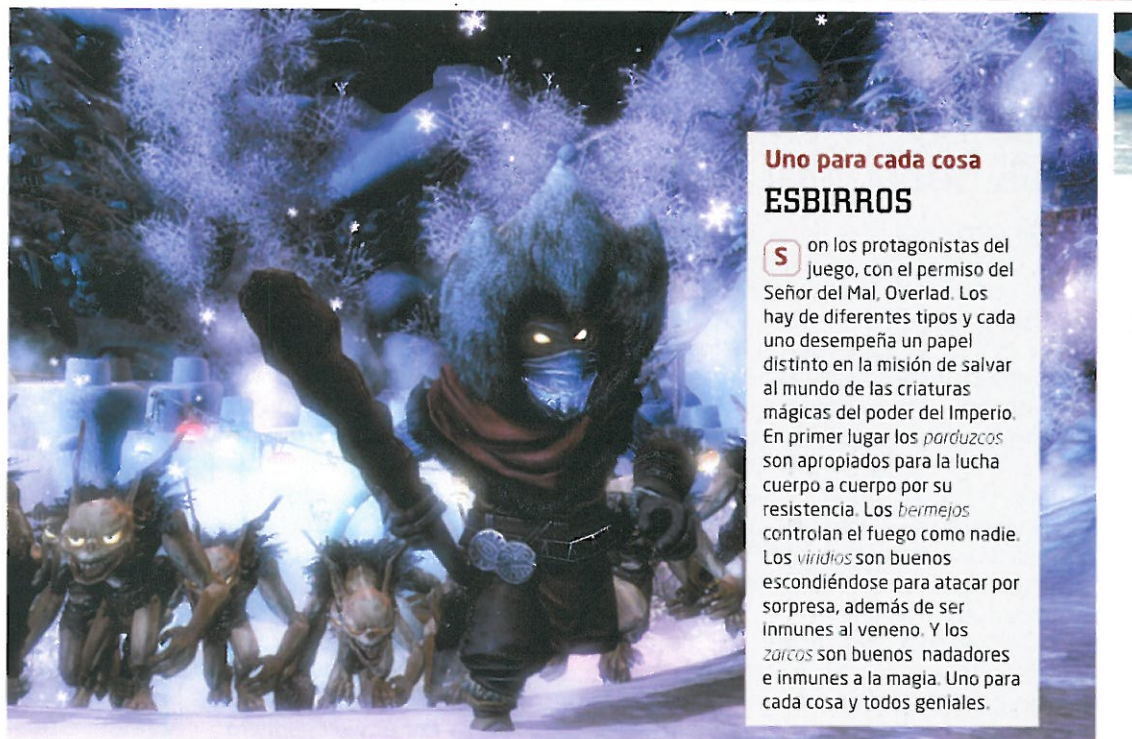 Uno para cada cosa
ESBIRROS
Son los protagonistas del
juego, con el permiso del
Señor del Mal, Overlad. Los
hay de diferentes tipos y cada
uno desempeña un papel
distinto en la misión de salvar
al mundo de las criaturas
mágicas del poder del Imperio.
En primer lugar los parduzcos
son apropiados para la lucha
cuerpo a cuerpo por su
resistencia. Los bermejos
controlan el fuego como nadie.
Los viridios son buenos
escondiéndose para atacar por
sorpresa, además de ser
inmunes al veneno. Y los
zarcos son buenos nadadores
e inmunes a la magia. Uno para
cada cosa y todos geniales.